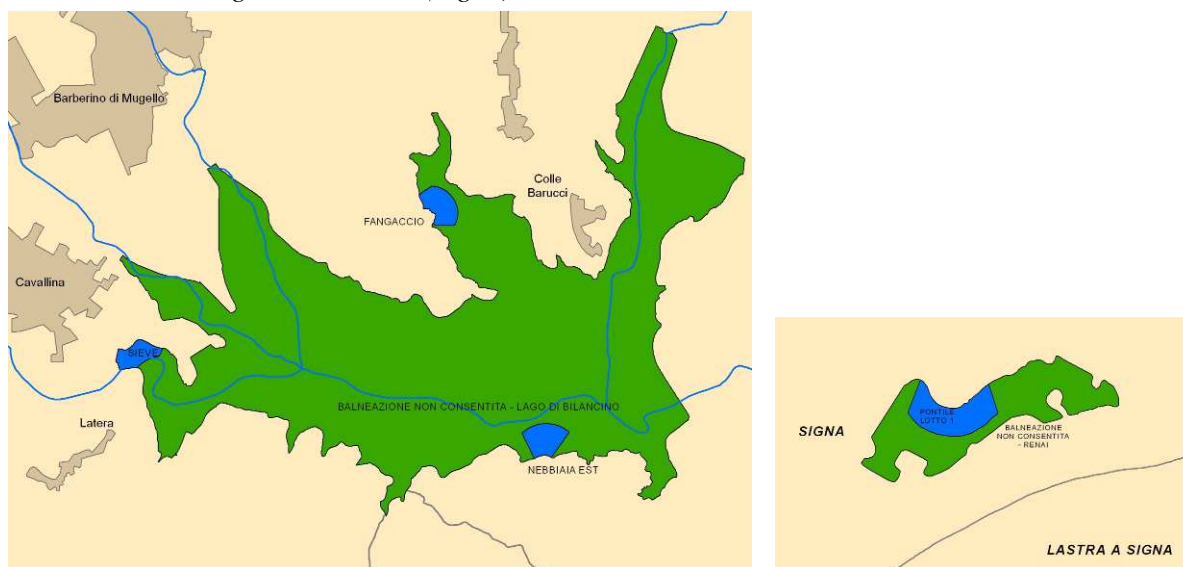 Barberino di Mugello
Colle
Barucci
FANGACCIO
Cavallina
SIEVE
BALNEAZIONE NON CONSENTITA - LAGO DI BILANCINO
Latera
NEBBIAIA EST
SIGNA
PONTILE
LOTTO 1
BALNEAZIONE
NON CONSENTITA
- RENAI
LASTRA A SIGNA